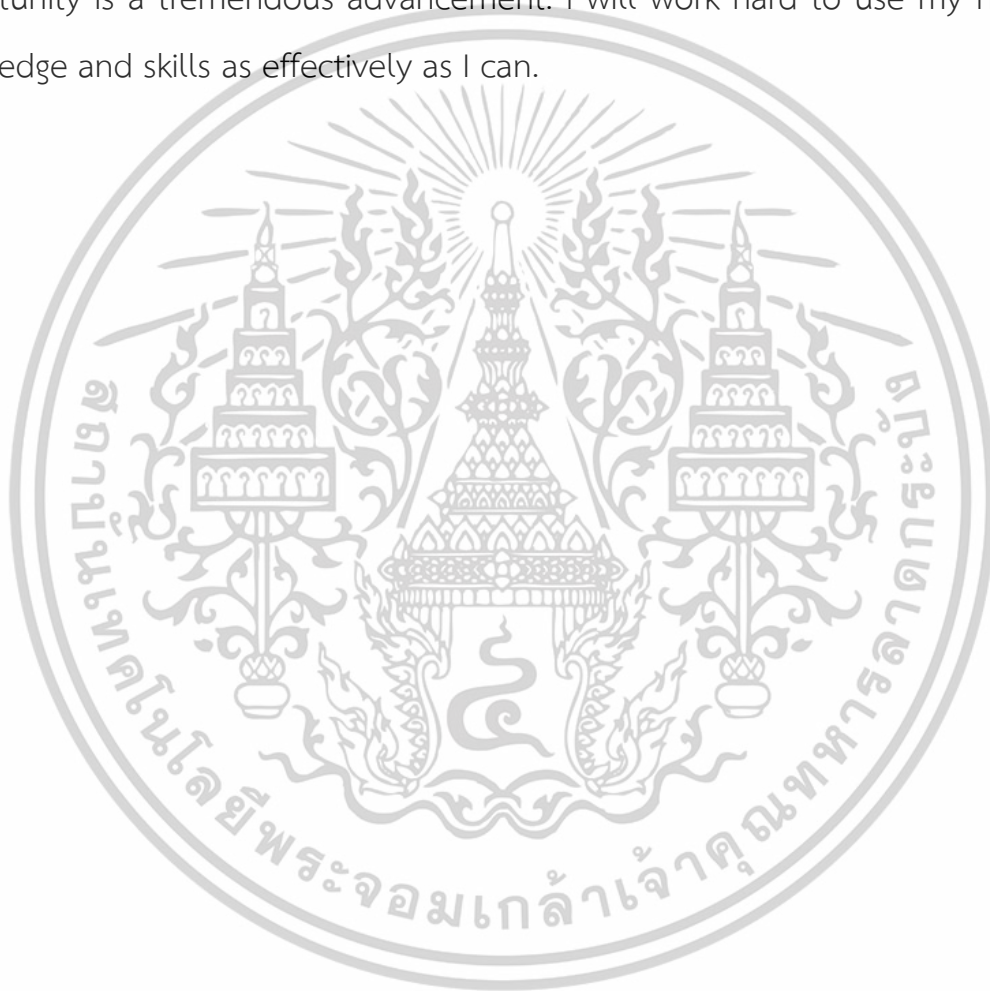 tunity is a tremendous advancement. I will work hard to use my
edge and skills as effectively as I can.
สถาบันเทคโนโลยีพระจอมเกล้าเจ้าคุณทหารลาดกระบัง
๔